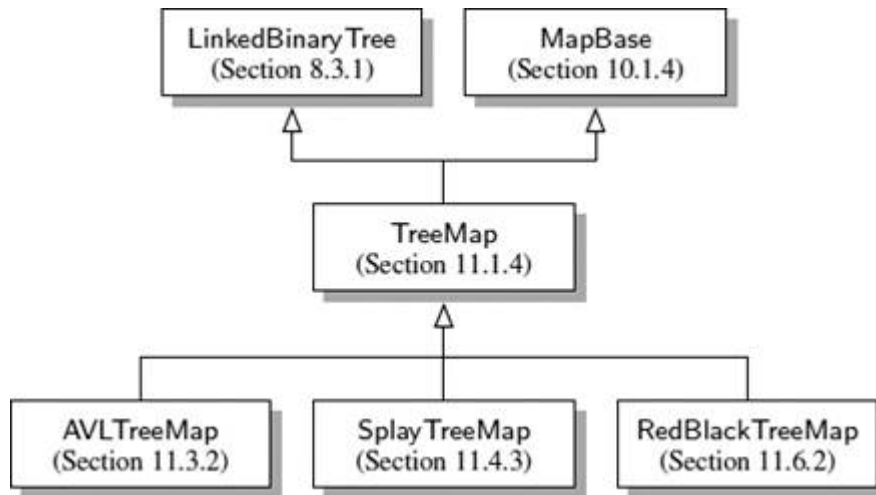 LinkedBinaryTree
(Section 8.3.1)
MapBase
(Section 10.1.4)
TreeMap
(Section 11.1.4)
AVLTreeMap
(Section 11.3.2)
SplayTreeMap
(Section 11.4.3)
RedBlackTreeMap
(Section 11.6.2)